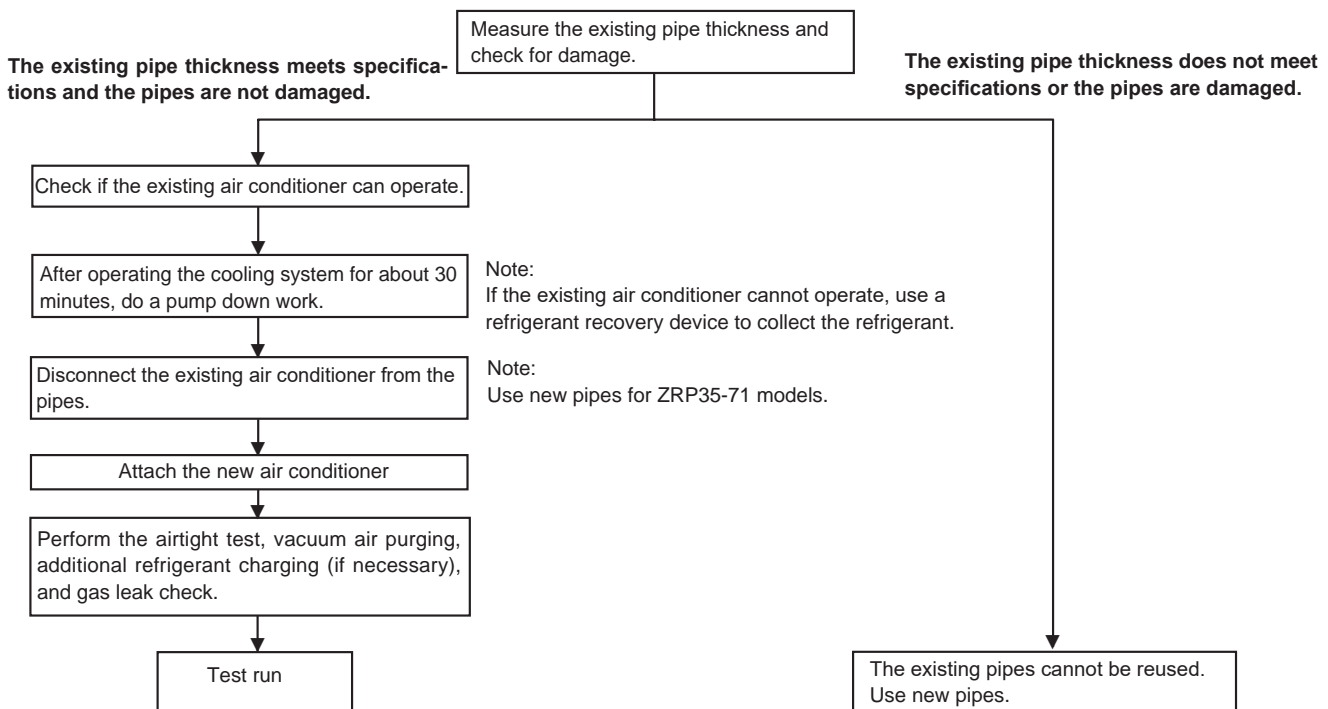 Measure the existing pipe thickness and
check for damage.
The existing pipe thickness meets specifica-
tions and the pipes are not damaged.
The existing pipe thickness does not meet
specifications or the pipes are damaged.
Check if the existing air conditioner can operate.
After operating the cooling system for about 30
minutes, do a pump down work.
Note:
If the existing air conditioner cannot operate, use a
refrigerant recovery device to collect the refrigerant.
Disconnect the existing air conditioner from the
pipes.
Note:
Use new pipes for ZRP35-71 models.
Attach the new air conditioner
Perform the airtight test, vacuum air purging,
additional refrigerant charging (if necessary),
and gas leak check.
Test run
The existing pipes cannot be reused.
Use new pipes.